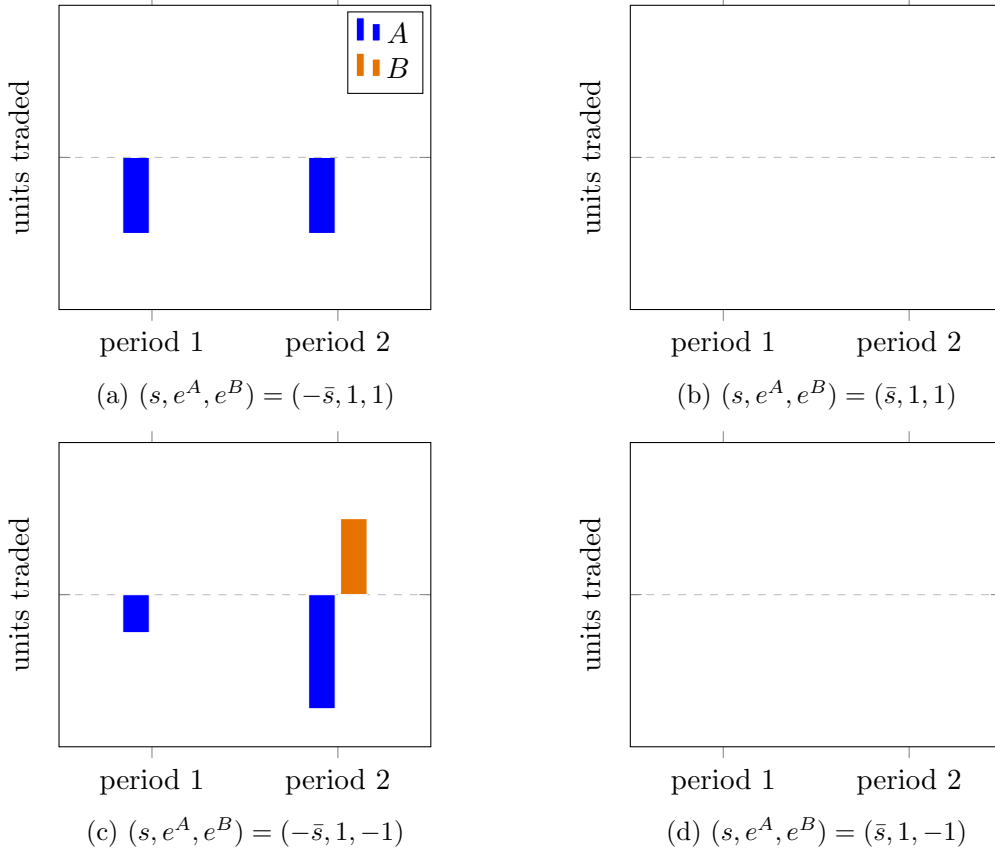 A
B
units traded
period 1
period 2
(a) (s, e^A, e^B) = (−s̄, 1, 1)
units traded
period 1
period 2
(b) (s, e^A, e^B) = (s̄, 1, 1)
units traded
period 1
period 2
(c) (s, e^A, e^B) = (−s̄, 1, −1)
units traded
period 1
period 2
(d) (s, e^A, e^B) = (s̄, 1, −1)